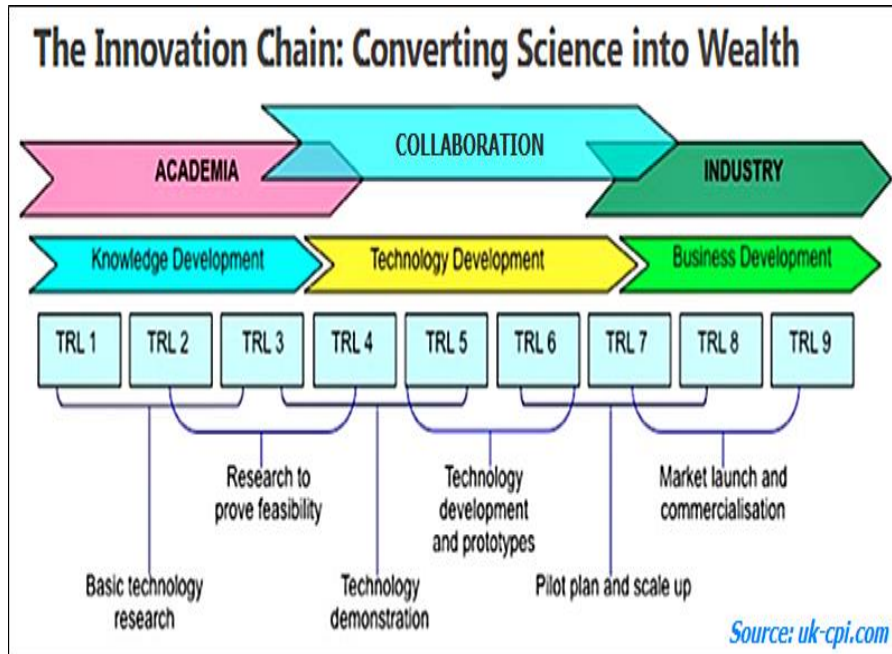 The Innovation Chain: Converting Science into Wealth
COLLABORATION
ACADEMIA
INDUSTRY
Knowledge Development
Technology Development
Business Development
TRL 1
TRL 2
TRL 3
TRL 4
TRL 5
TRL 6
TRL 7
TRL 8
TRL 9
Research to
prove feasibility
Technology
development
and prototypes
Market launch and
commercialisation
Basic technology
research
Technology
demonstration
Pilot plan and scale up
Source: uk-cpi.com